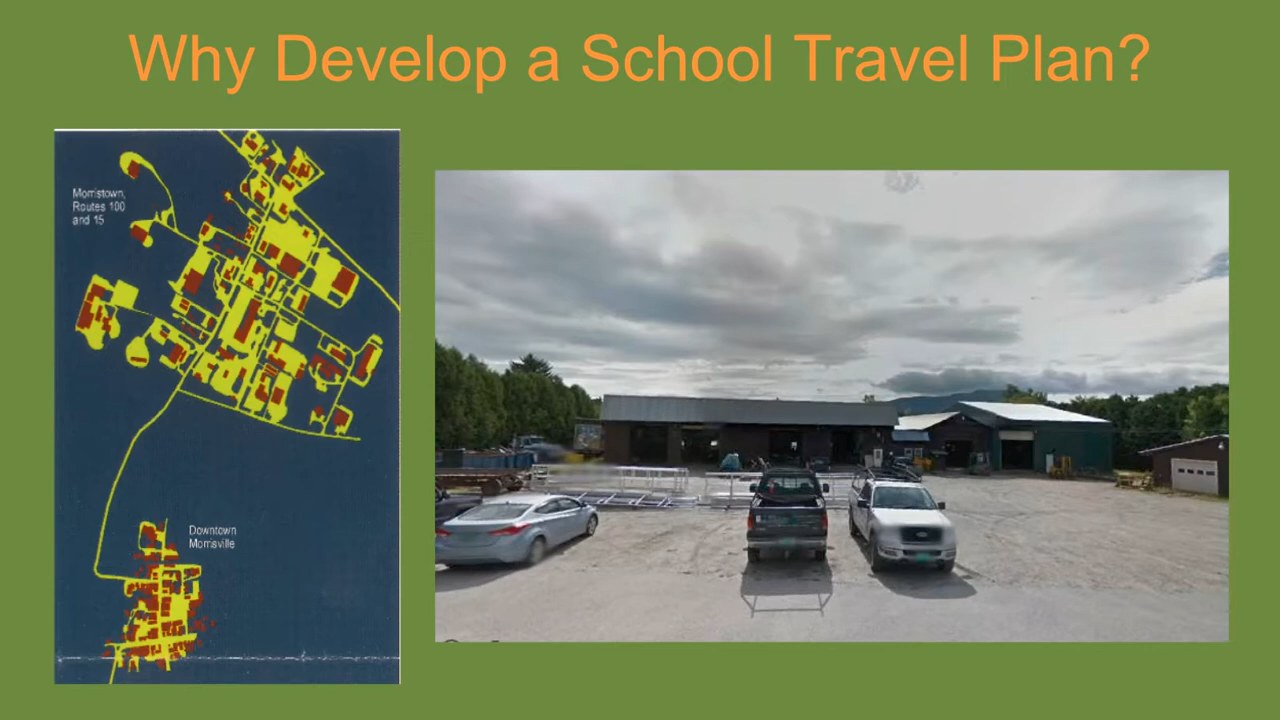 Why Develop a School Travel Plan?
Morristown,
Routes 100
and 15
Downtown
Morrisville